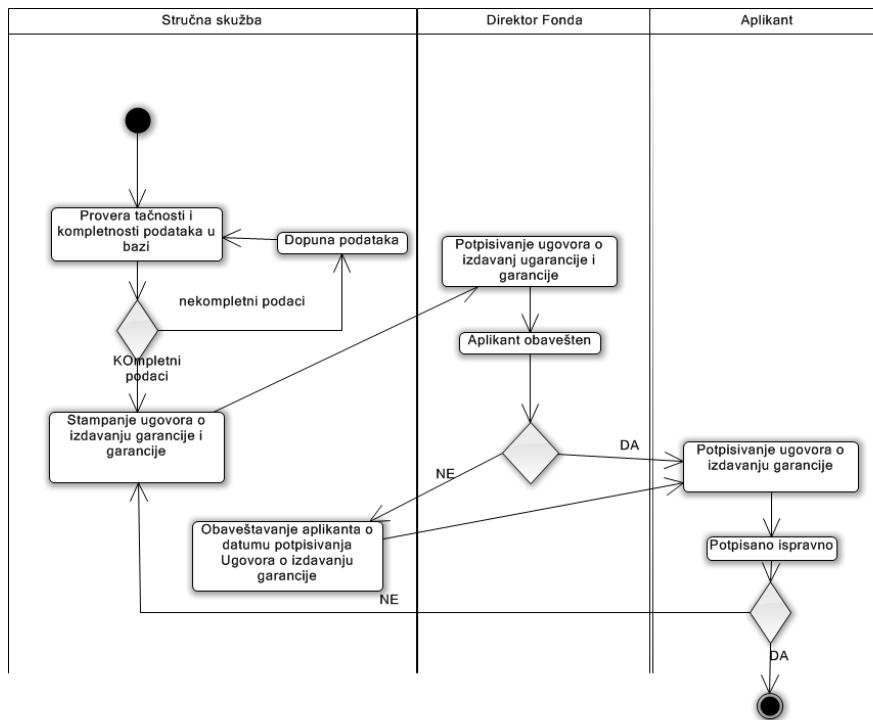 Stručna skužba
Direktor Fonda
Aplikant
Provera tačnosti i
kompletnosti podataka u
bazi
Dopuna podataka
nekompletni podaci
KOmpletni
podaci
Stampanje ugovora o
izdavanju garancije i
garancije
Potpisivanje ugovora o
izdavanj ugarancije i
garancije
Aplikant obavešten
NE
DA
Obaveštavanje aplikanta o
datumu potpisivanja
Ugovora o izdavanju
garancije
Potpisivanje ugovora o
izdavanju garancije
Potpisano ispravno
NE
DA